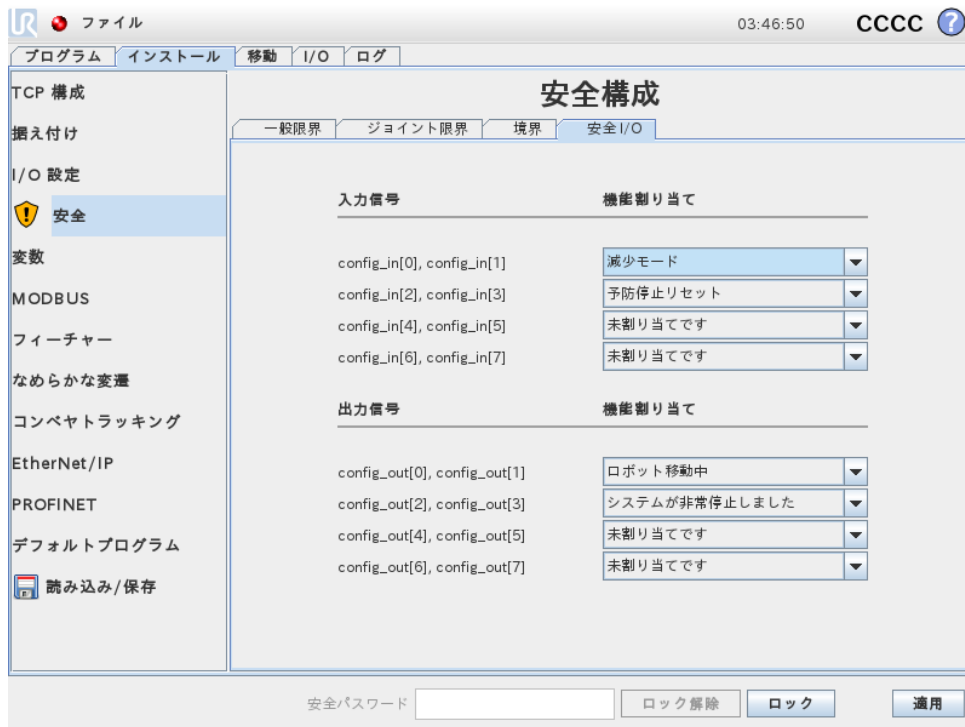 UR ファイル 03:46:50 CCCC ?
プログラム インストール 移動 I/O ログ
TCP 構成
据え付け
I/O 設定
安全
変数
MODBUS
フィーチャー
なめらかな変遷
コンベヤトラッキング
EtherNet/IP
PROFINET
デフォルトプログラム
読み込み/保存
安全構成
一般限界 ジョイント限界 境界 安全 I/O
入力信号 機能割り当て
config_in[0], config_in[1] 減少モード
config_in[2], config_in[3] 予防停止リセット
config_in[4], config_in[5] 未割り当てです
config_in[6], config_in[7] 未割り当てです
出力信号 機能割り当て
config_out[0], config_out[1] ロボット移動中
config_out[2], config_out[3] システムが非常停止しました
config_out[4], config_out[5] 未割り当てです
config_out[6], config_out[7] 未割り当てです
安全パスワード ロック解除 ロック 適用